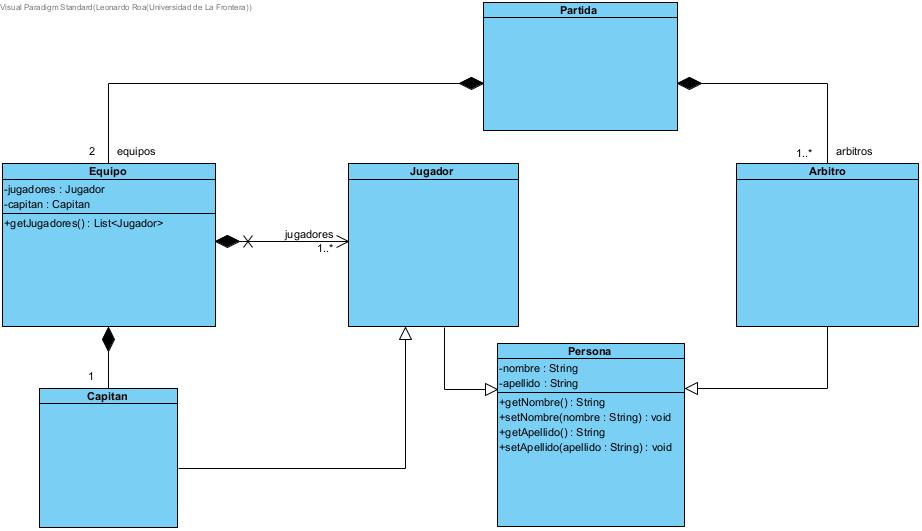 Visual Paradigm Standard(Leonardo Roa(Universidad de La Frontera))
Partida
2 equipos
1..* arbitros
Equipo
-jugadores : Jugador
-capitan : Capitan
+getJugadores() : List<Jugador>
jugadores
1..*
Jugador
Arbitro
1
Capitan
Persona
-nombre : String
-apellido : String
+getNombre() : String
+setNombre(nombre : String) : void
+getApellido() : String
+setApellido(apellido : String) : void